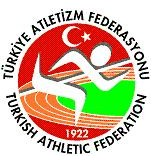 TÜRKİYE ATLETİZM FEDERASYONU
1922
TURKISH ATHLETIC FEDERATION